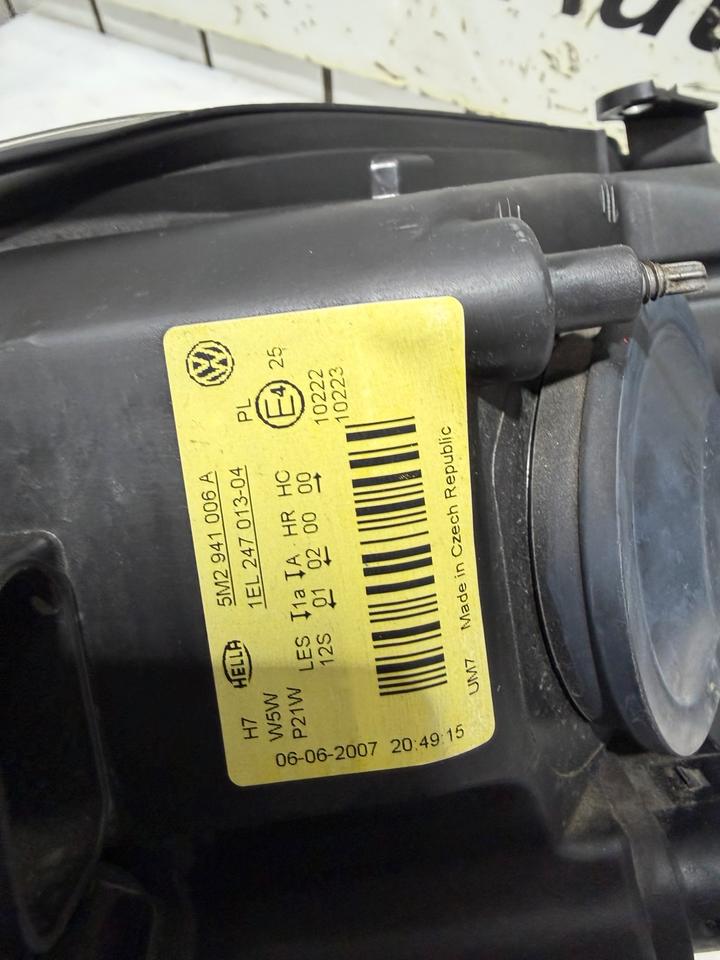 5M2 941 006 A
1EL 247 013-04
PL
E4
25
10222
10223
HELLA
LES
12S
1a A HR HC
01 02 00 00
H7
W5W
P21W
06-06-2007 20:49:15
UM7 Made in Czech Republic